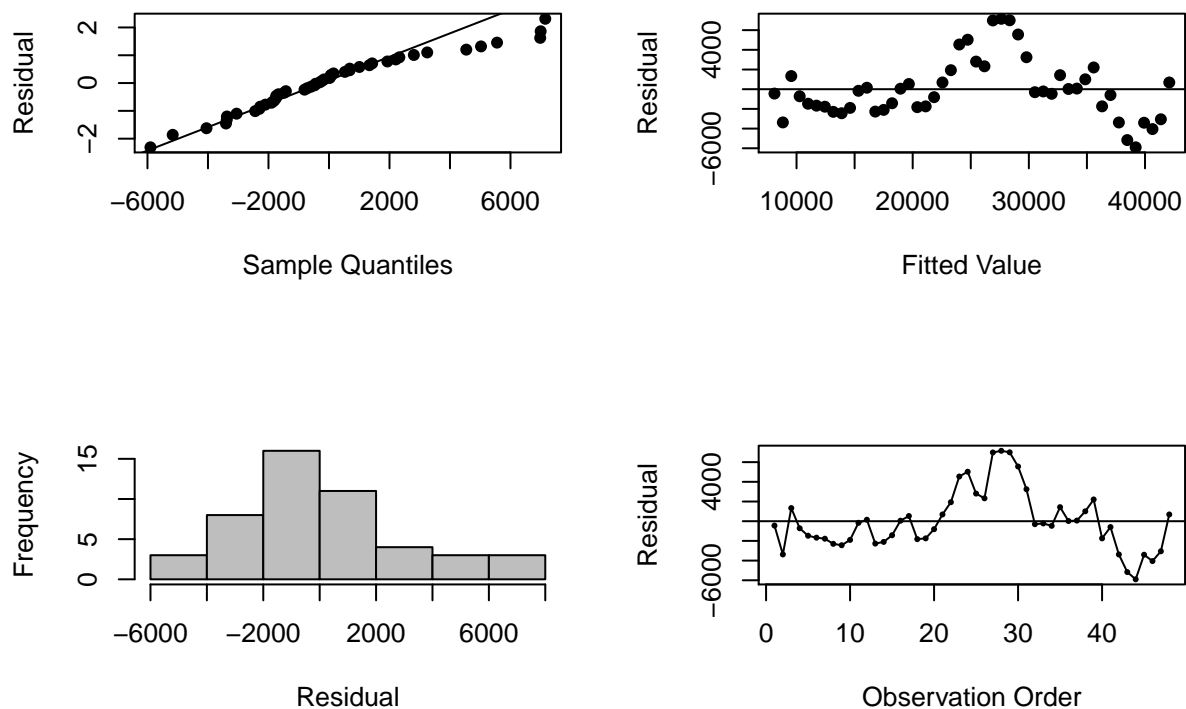 Residual
2
0
−2
−6000 −2000 2000 6000
Sample Quantiles
Residual
4000
−6000
10000 20000 30000 40000
Fitted Value
Frequency
15
5
0
−6000 −2000 2000 6000
Residual
Residual
4000
−6000
0 10 20 30 40
Observation Order